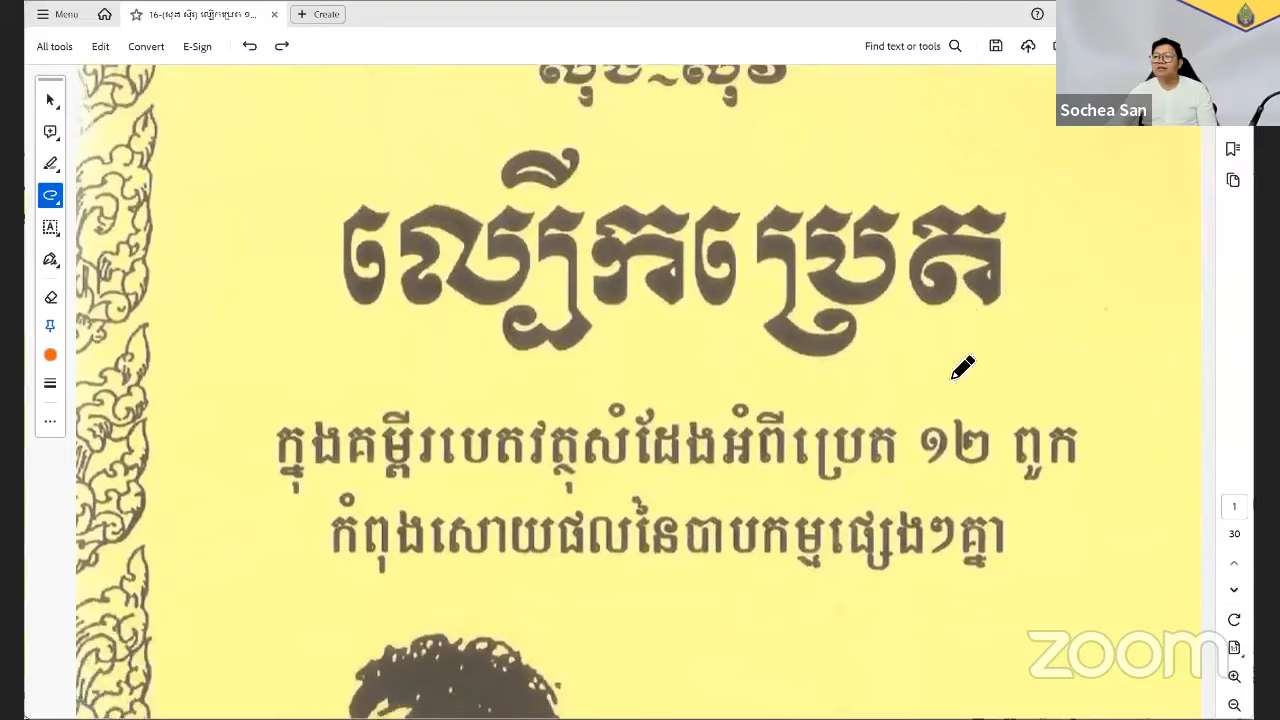 Menu
16-(សុង ស៊ីវ) ល្បើកប្រេត ១...
Create
All tools
Edit
Convert
E-Sign
Find text or tools
Sochea San
ល្បើកប្រេត
ក្នុងគម្ពីរបេតវត្ថុសំដែងអំពីប្រេត ១២ ពួក
កំពុងសោយផលនៃបាបកម្មផ្សេងៗគ្នា
1
30
zoom